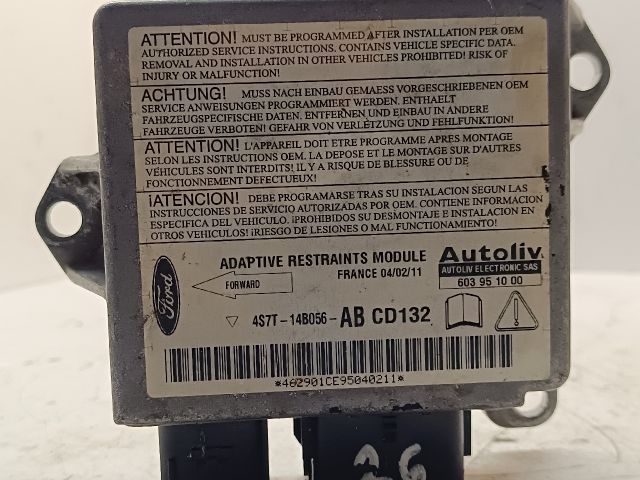 ATTENTION! MUST BE PROGRAMMED AFTER INSTALLATION PER OEM
AUTHORIZED SERVICE INSTRUCTIONS. CONTAINS VEHICLE SPECIFIC DATA.
REMOVAL AND INSTALLATION IN OTHER VEHICLES PROHIBITED! RISK OF
INJURY OR MALFUNCTION!
ACHTUNG! MUSS NACH EINBAU GEMAESS VORGESCHRIEBENEN OEM
SERVICE ANWEISUNGEN PROGRAMMIERT WERDEN. ENTHAELT
FAHRZEUGSPEZIFISCHE DATEN. ENTFERNEN UND EINBAU IN ANDERE
FAHRZEUGE VERBOTEN! GEFAHR VON VERLETZUNG UND FEHLFUNKTION!
ATTENTION! L'APPAREIL DOIT ETRE PROGRAMME APRES MONTAGE
SELON LES INSTRUCTIONS OEM. LA DEPOSE ET LE MONTAGE SUR D'AUTRES
VÉHICULES SONT INTERDITS! IL Y A RISQUE DE BLESSURE OU DE
FONCTIONNEMENT DEFECTUEUX!
¡ATENCION! DEBE PROGRAMARSE TRAS SU INSTALACION SEGUN LAS
INSTRUCCIONES DE SERVICIO AUTORIZADAS POR OEM. CONTIENE INFORMACION
ESPECIFICA DEL VEHICULO. ¡PROHIBIDOS SU DESMONTAJE E INSTALACION EN
OTROS VEHICULOS! ¡RIESGO DE LESIONES O MAL FUNCIONAMIENTO!
ADAPTIVE RESTRAINTS MODULE
FRANCE 04/02/11
Autoliv
AUTOLIV ELECTRONIC SAS
603 95 10 00
Ford
FORWARD
4S7T-14B056-AB CD132
*462901CE95040211*
26